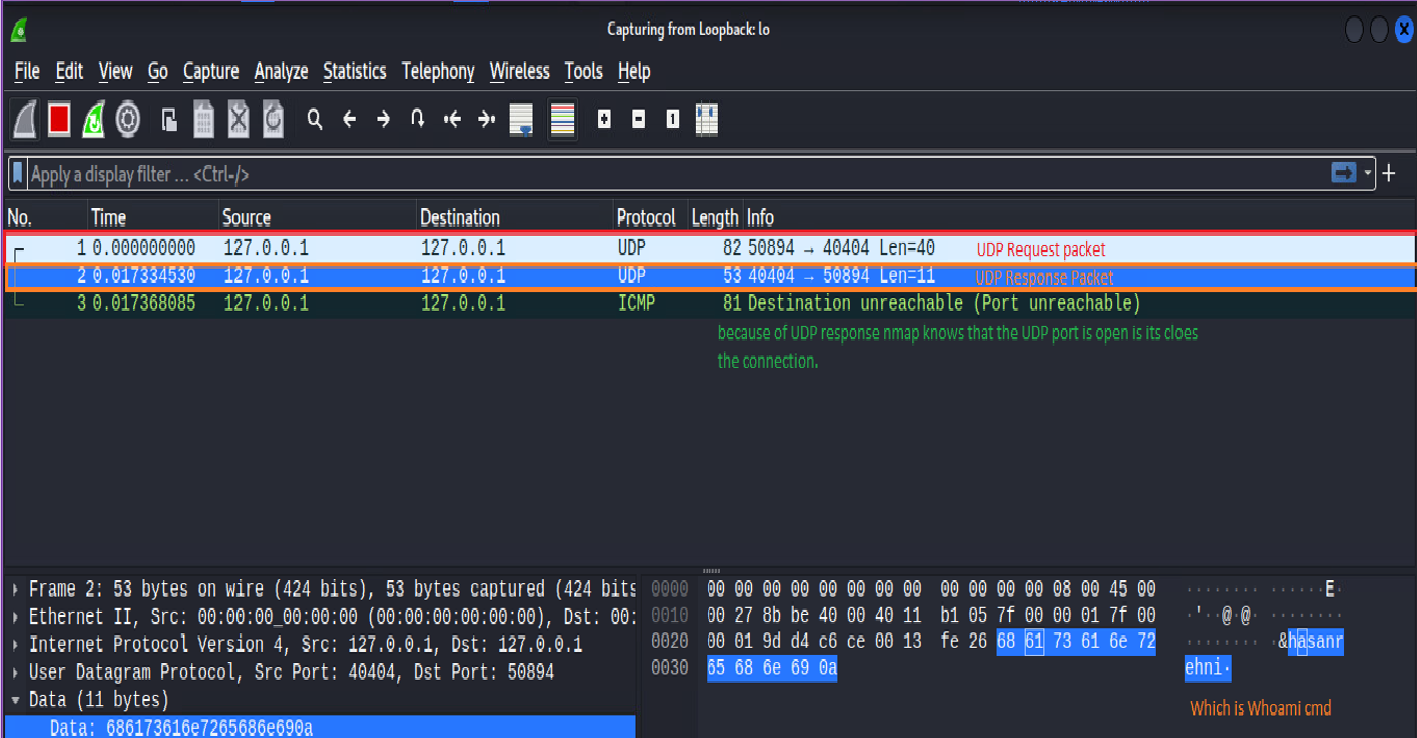 Capturing from Loopback: lo
File Edit View Go Capture Analyze Statistics Telephony Wireless Tools Help
Apply a display filter ... <Ctrl-/>
No. Time Source Destination Protocol Length Info
1 0.000000000 127.0.0.1 127.0.0.1 UDP 82 50894 → 40404 Len=40 UDP Request packet
2 0.017334530 127.0.0.1 127.0.0.1 UDP 53 40404 → 50894 Len=11 UDP Response Packet
3 0.017368085 127.0.0.1 127.0.0.1 ICMP 81 Destination unreachable (Port unreachable)
because of UDP response nmap knows that the UDP port is open is its cloes
the connection.
Frame 2: 53 bytes on wire (424 bits), 53 bytes captured (424 bits
Ethernet II, Src: 00:00:00_00:00:00 (00:00:00:00:00:00), Dst: 00:
Internet Protocol Version 4, Src: 127.0.0.1, Dst: 127.0.0.1
User Datagram Protocol, Src Port: 40404, Dst Port: 50894
Data (11 bytes)
Data: 686173616e7265686e690a
0000 00 00 00 00 00 00 00 00 00 00 00 00 08 00 45 00 ········ ······E·
0010 00 27 8b be 40 00 40 11 b1 05 7f 00 00 01 7f 00 ·'··@·@· ········
0020 00 01 9d d4 c6 ce 00 13 fe 26 68 61 73 61 6e 72 ········ ·&hasanr
0030 65 68 6e 69 0a ehni·
Which is Whoami cmd